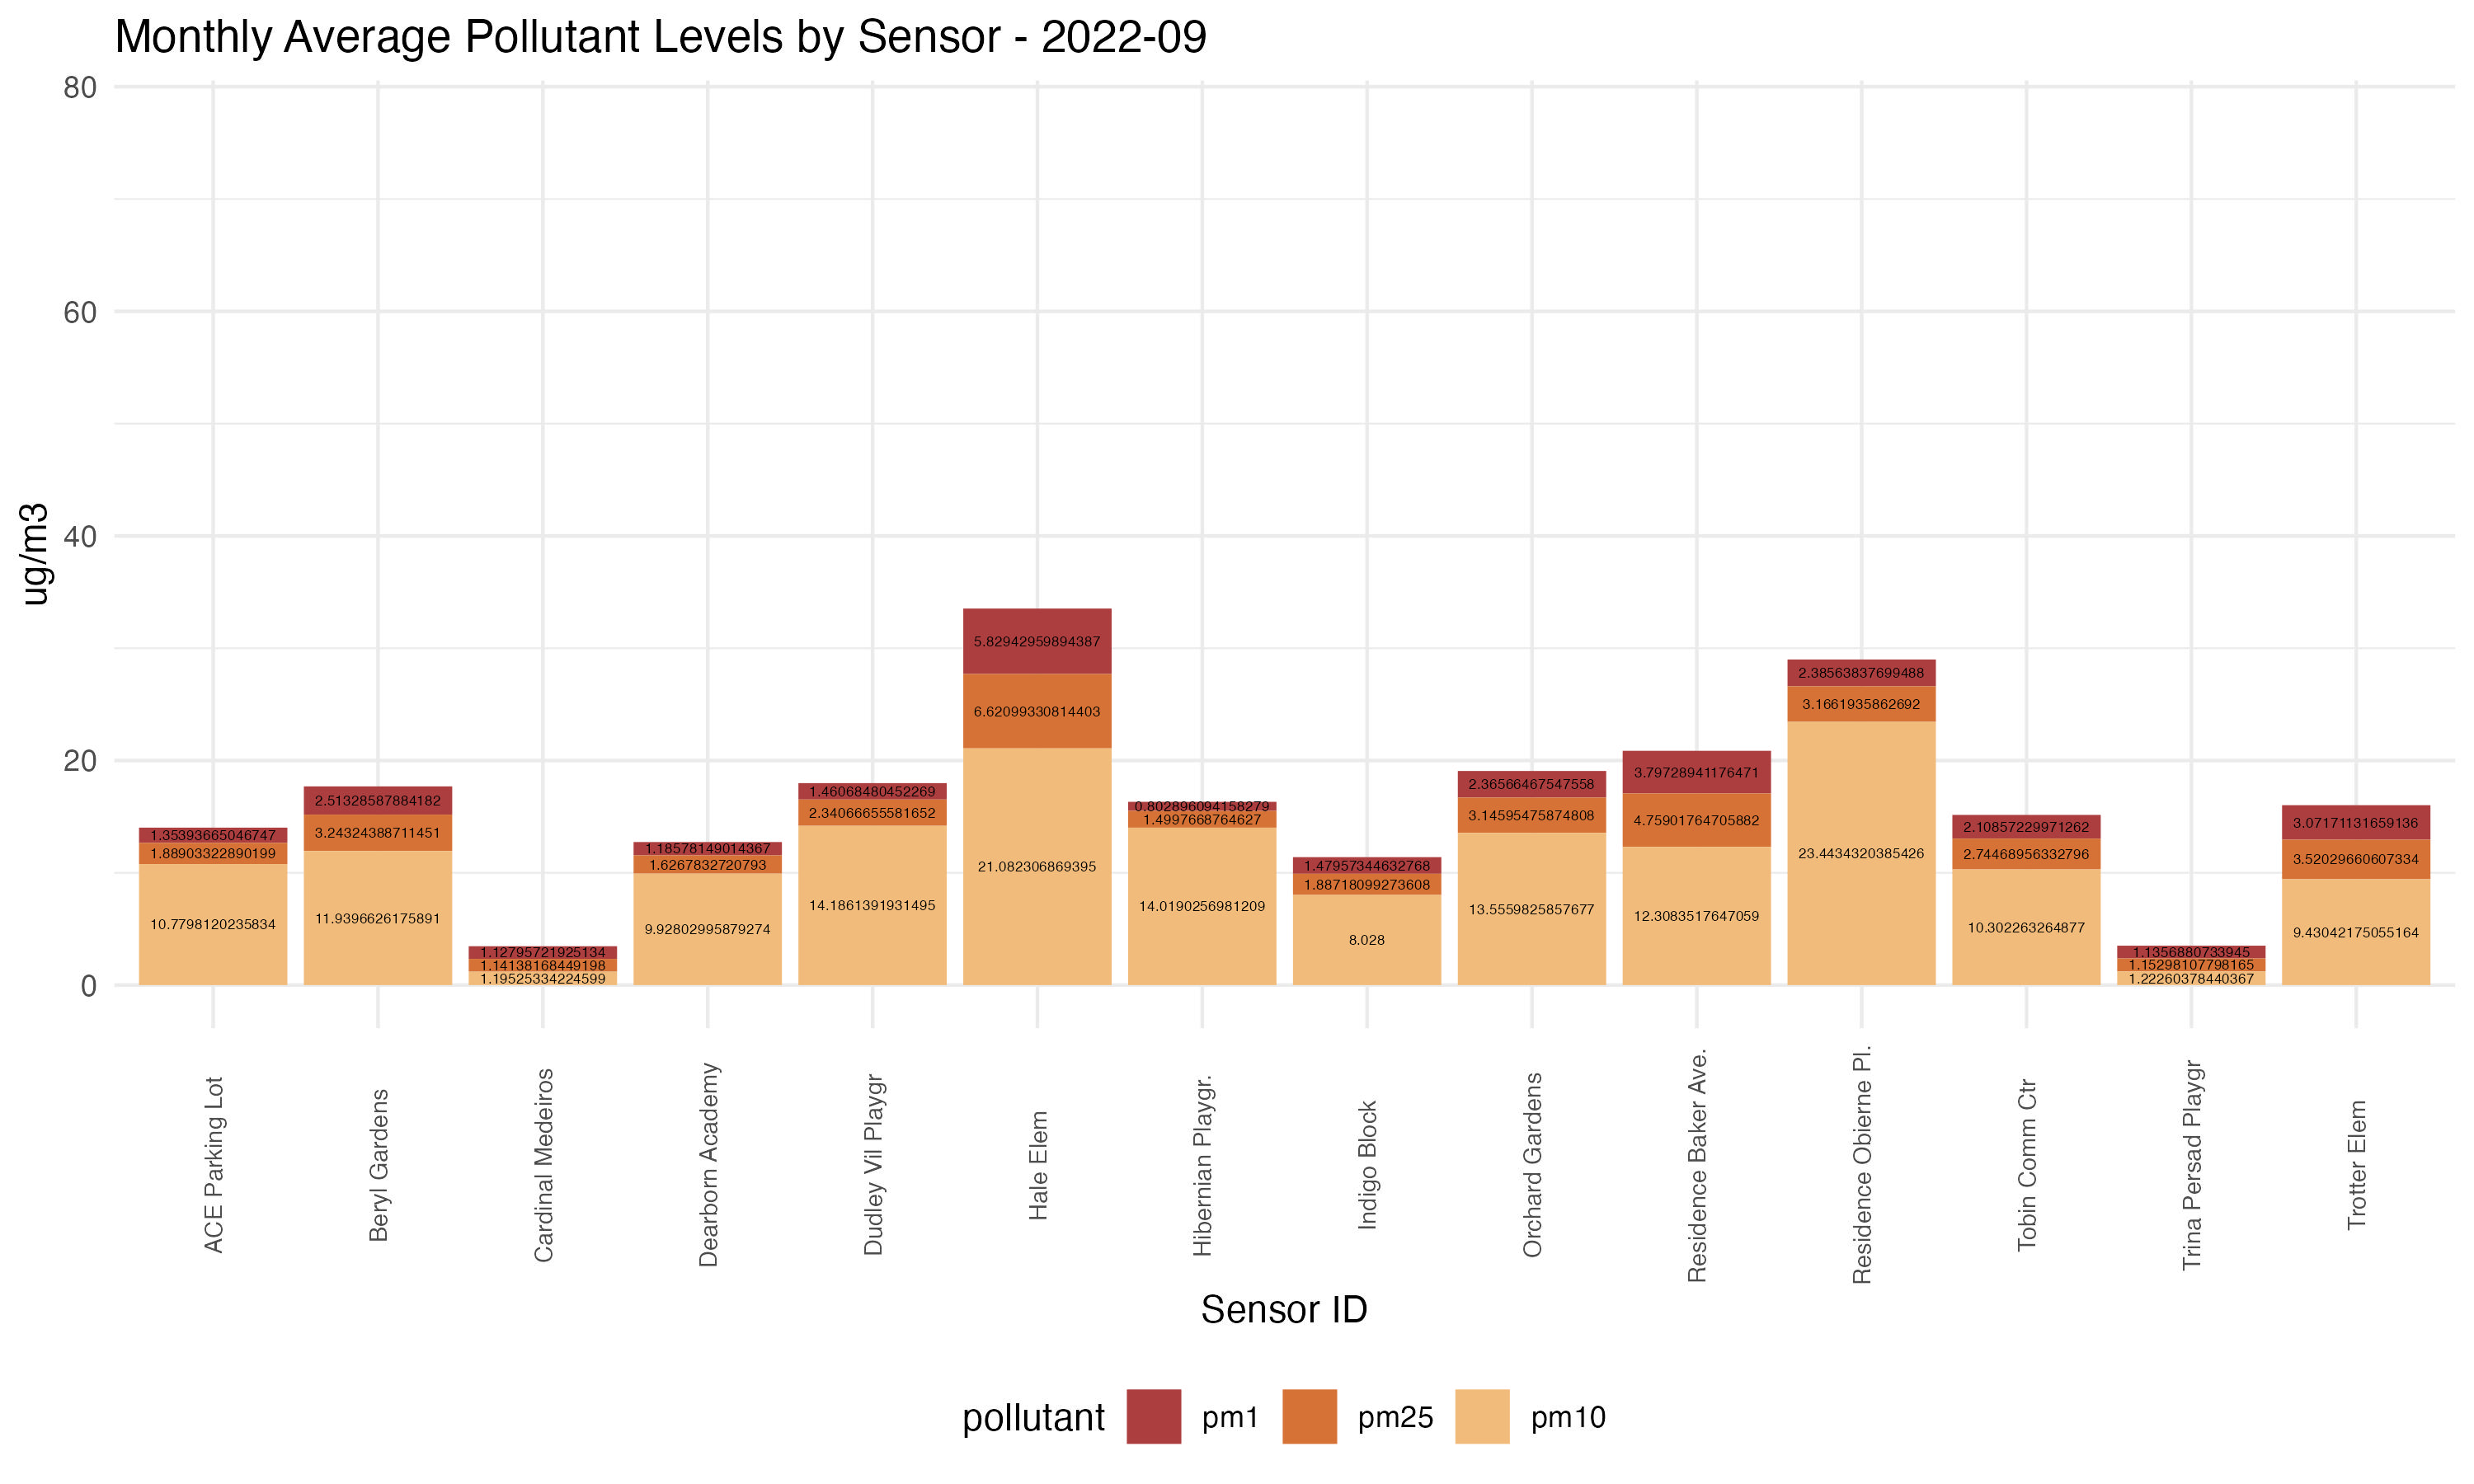 Monthly Average Pollutant Levels by Sensor - 2022-09
ug/m3
80
60
40
20
0
1.35393665046747
1.88903322890199
10.7798120235834
2.51328587884182
3.24324388711451
11.9396626175891
1.12795721925134
1.14138168449198
1.19525334224599
1.18578149014367
1.6267832720793
9.92802995879274
1.46068480452269
2.34066655581652
14.1861391931495
5.82942959894387
6.62099330814403
21.082306869395
0.802896094158279
1.4997668764627
14.0190256981209
1.47957344632768
1.88718099273608
8.028
2.36566467547558
3.14595475874808
13.5559825857677
3.79728941176471
4.75901764705882
12.3083517647059
2.38563837699488
3.1661935862692
23.4434320385426
2.10857229971262
2.74468956332796
10.302263264877
1.1356880733945
1.15298107798165
1.22260378440367
3.07171131659136
3.52029660607334
9.43042175055164
ACE Parking Lot
Beryl Gardens
Cardinal Medeiros
Dearborn Academy
Dudley Vil Playgr
Hale Elem
Hibernian Playgr.
Indigo Block
Orchard Gardens
Residence Baker Ave.
Residence Obierne Pl.
Tobin Comm Ctr
Trina Persad Playgr
Trotter Elem
Sensor ID
pollutant pm1 pm25 pm10